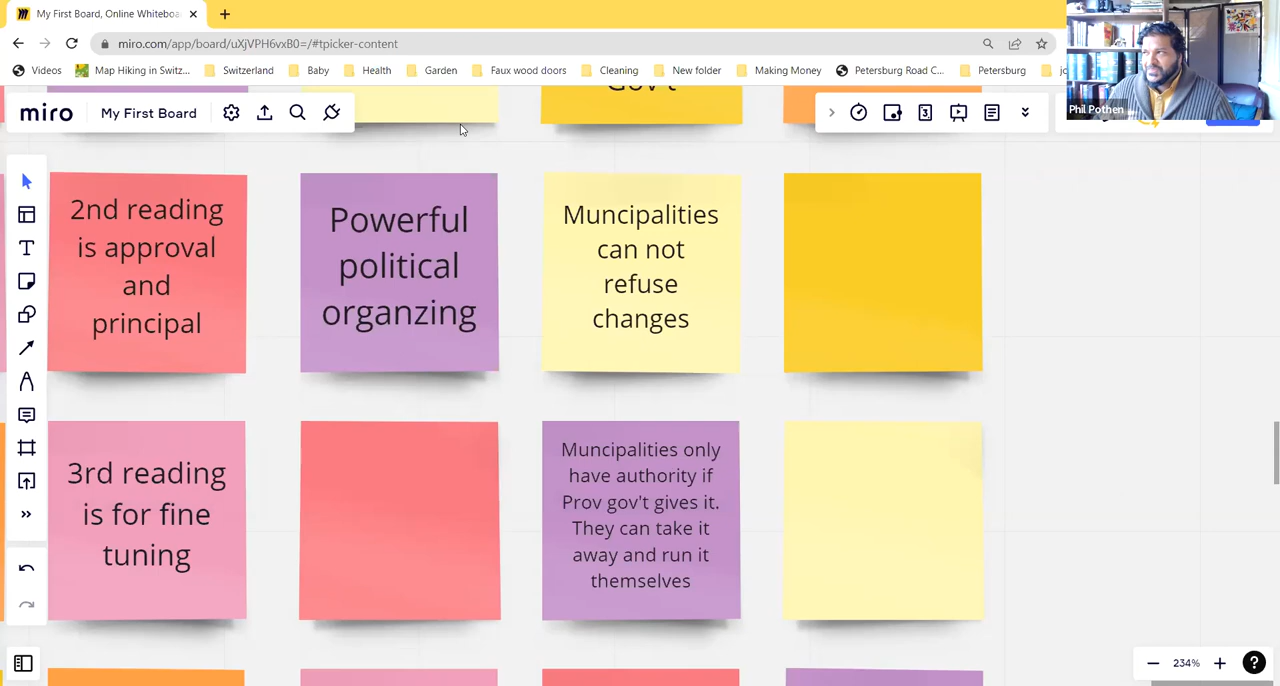 My First Board, Online Whiteboa
miro.com/app/board/uXjVPH6vxB0=/#tpicker-content
Videos
Map Hiking in Switz...
Switzerland
Baby
Health
Games
Faux wood doors
Cleaning
New folder
Making Money
Petersburg Road C...
Petersburg
Phil Pothen
miro
My First Board
Gov't
2nd reading
is approval
and
principal
Powerful
political
organzing
Muncipalities
can not
refuse
changes
3rd reading
is for fine
tuning
Muncipalities only
have authority if
Prov gov't gives it.
They can take it
away and run it
themselves
234%